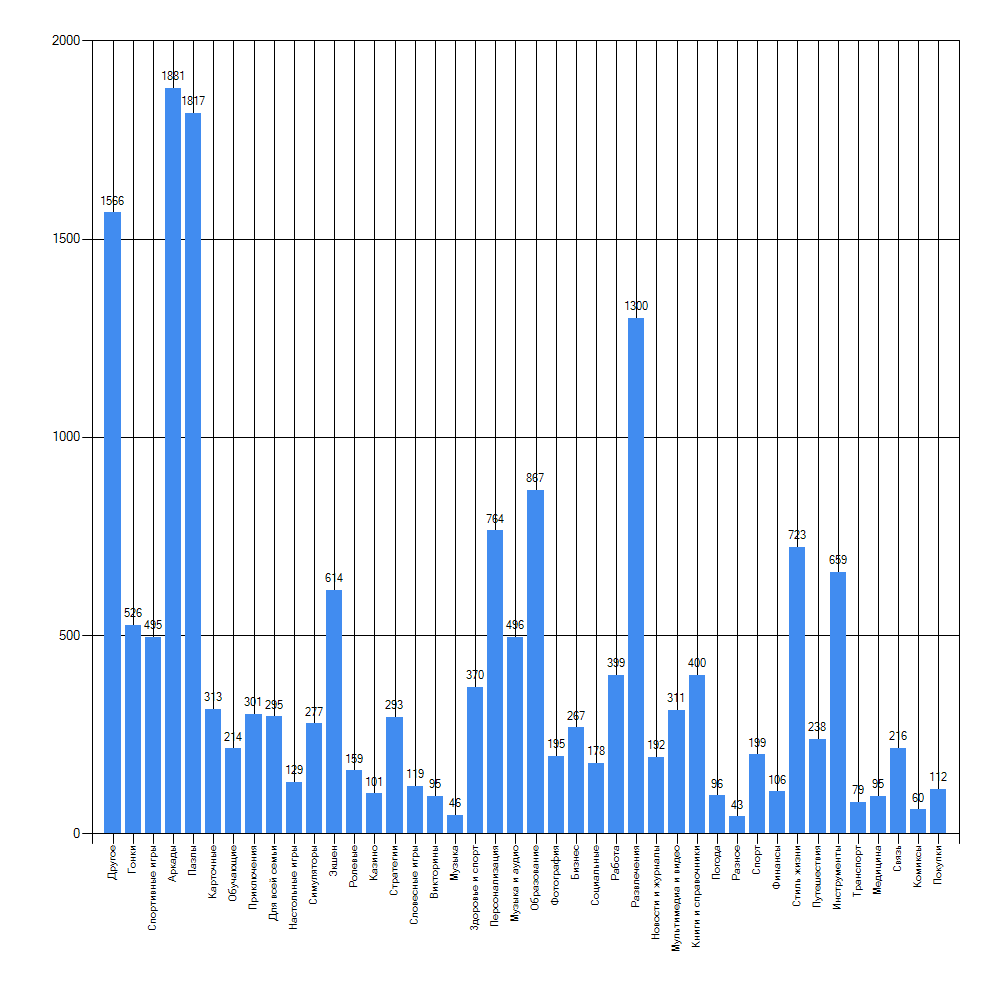 2000
1500
1000
500
0
1566
526
495
1881
1817
313
214
301
295
129
277
614
159
101
293
119
95
46
370
764
496
867
195
267
178
399
1300
192
311
400
96
43
199
106
723
238
659
79
95
216
60
112
Другое
Гонки
Спортивные игры
Аркады
Пазлы
Карточные
Обучающие
Приключения
Для всей семьи
Настольные игры
Симуляторы
Экшен
Ролевые
Казино
Стратегии
Словесные игры
Викторины
Музыка
Здоровье и спорт
Персонализация
Музыка и аудио
Образование
Фотография
Бизнес
Социальные
Работа
Развлечения
Новости и журналы
Мультимедиа и видео
Книги и справочники
Погода
Разное
Спорт
Финансы
Стиль жизни
Путешествия
Инструменты
Транспорт
Медицина
Связь
Комиксы
Покупки